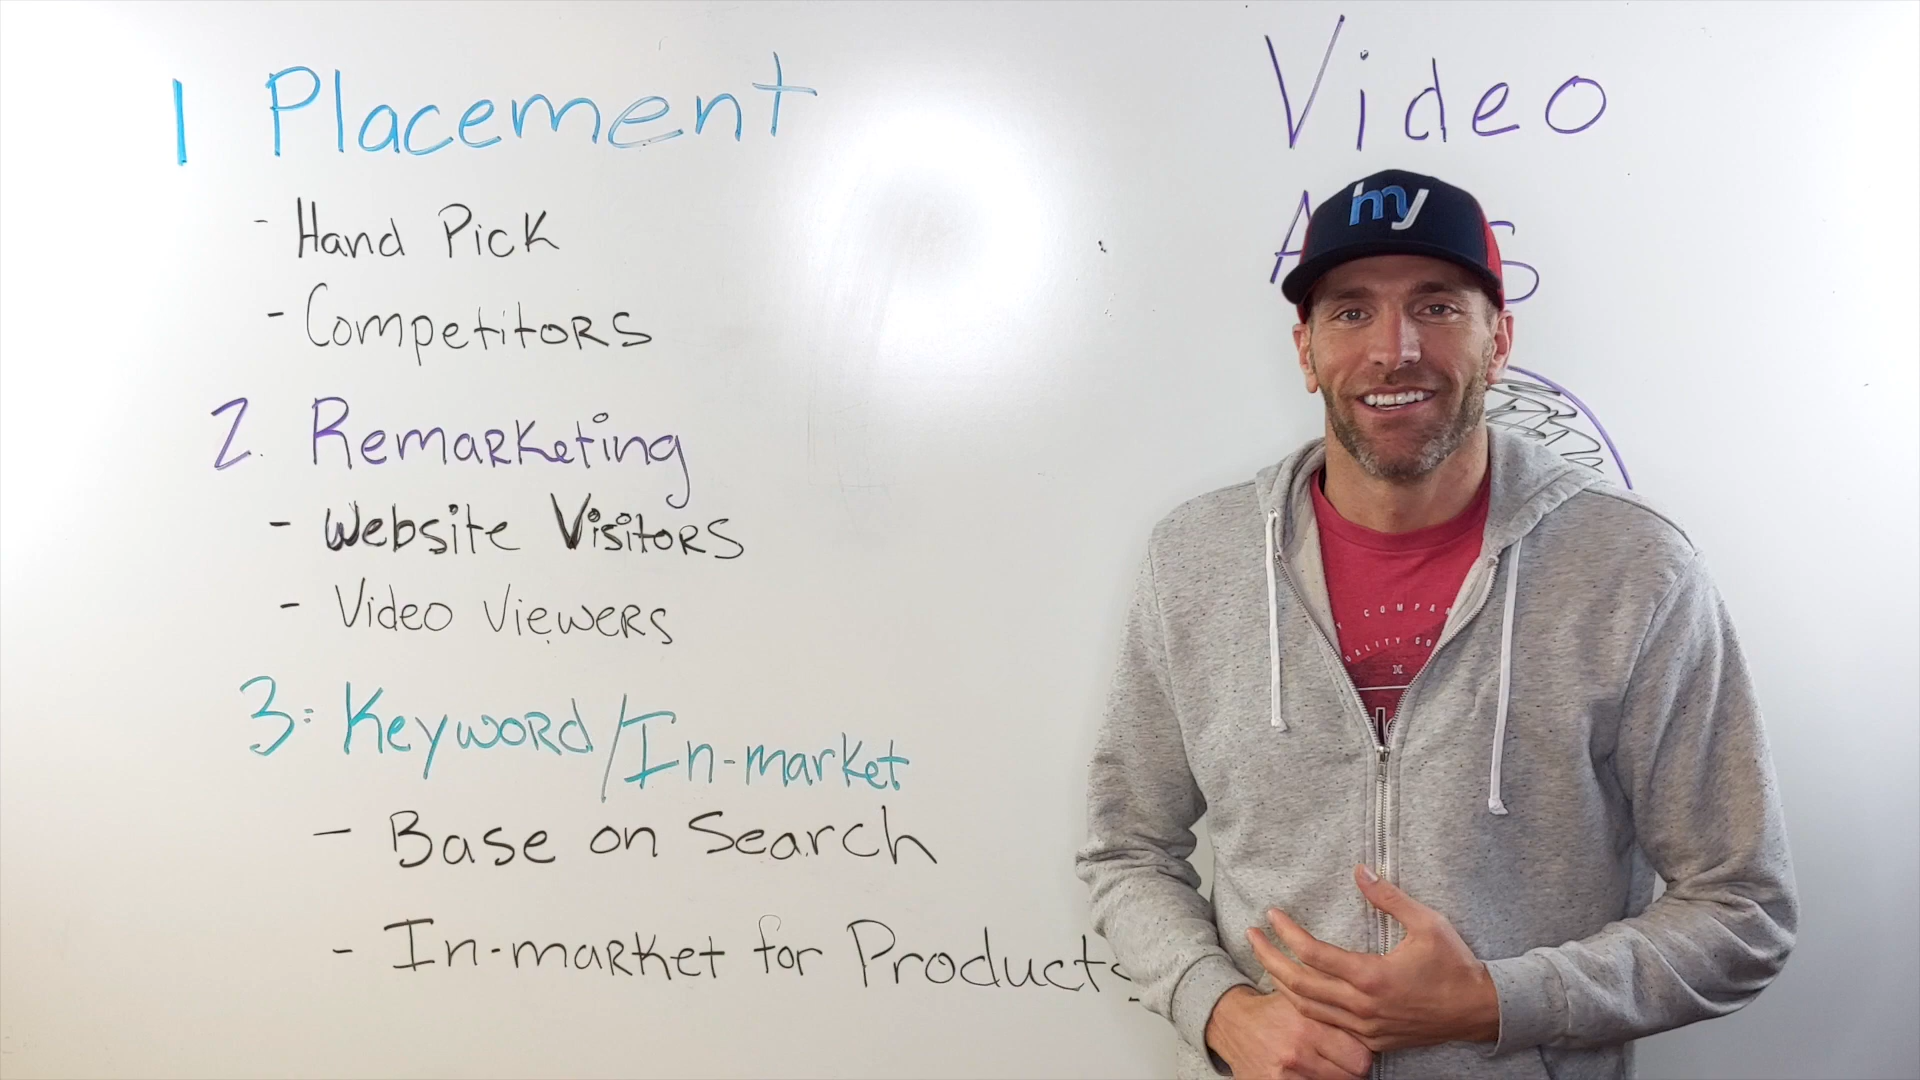 1 Placement
- Hand Pick
- Competitors
2. Remarketing
- Website Visitors
- Video Viewers
3: Keyword/In-market
- Base on Search
- In-market for Products
Video
my